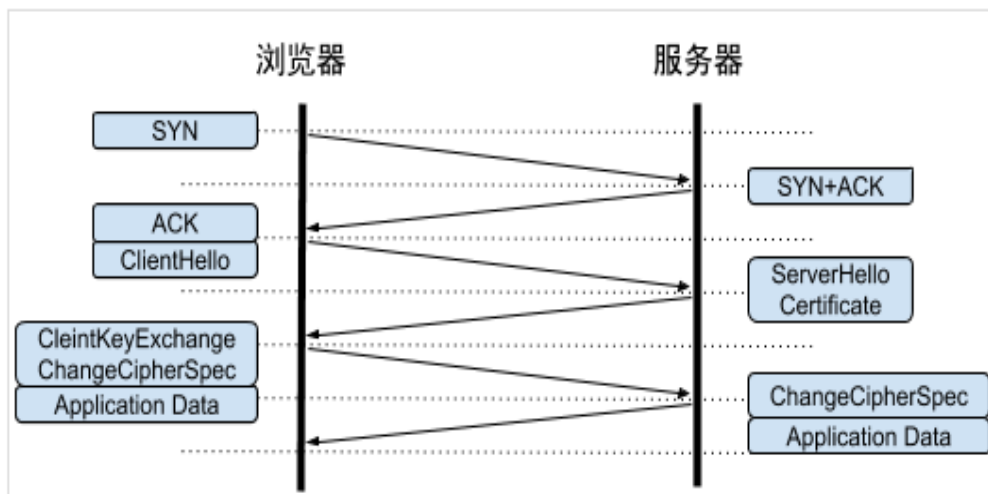 浏览器
服务器
SYN
SYN+ACK
ACK
ClientHello
ServerHello
Certificate
CleintKeyExchange
ChangeCipherSpec
Application Data
ChangeCipherSpec
Application Data